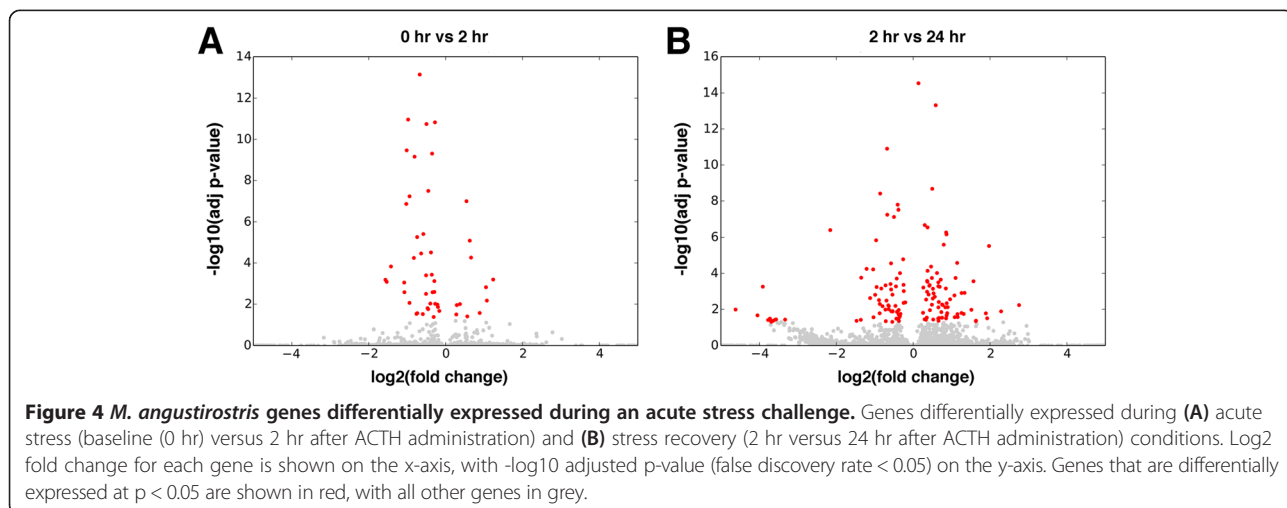 A
0 hr vs 2 hr
14
12
10
8
6
4
2
0
-log10(adj p-value)
−4 −2 0 2 4
log2(fold change)
B
2 hr vs 24 hr
16
14
12
10
8
6
4
2
0
-log10(adj p-value)
−4 −2 0 2 4
log2(fold change)
Figure 4 M. angustirostris genes differentially expressed during an acute stress challenge. Genes differentially expressed during (A) acute
stress (baseline (0 hr) versus 2 hr after ACTH administration) and (B) stress recovery (2 hr versus 24 hr after ACTH administration) conditions. Log2
fold change for each gene is shown on the x-axis, with -log10 adjusted p-value (false discovery rate < 0.05) on the y-axis. Genes that are differentially
expressed at p < 0.05 are shown in red, with all other genes in grey.